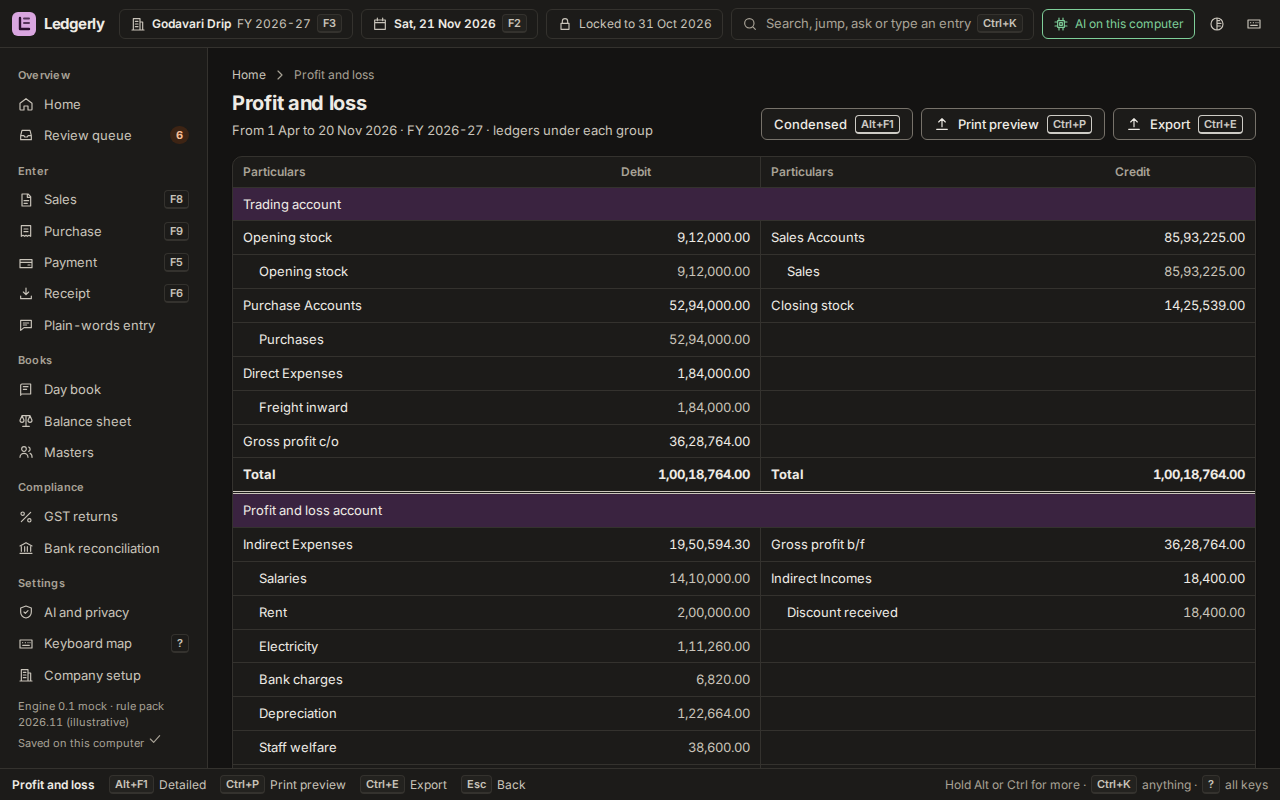 Ledgerly
Godavari Drip FY 2026-27 F3
Sat, 21 Nov 2026 F2
Locked to 31 Oct 2026
Search, jump, ask or type an entry Ctrl+K
AI on this computer
Overview
Home
Review queue 6
Enter
Sales F8
Purchase F9
Payment F5
Receipt F6
Plain-words entry
Books
Day book
Balance sheet
Masters
Compliance
GST returns
Bank reconciliation
Settings
AI and privacy
Keyboard map ?
Company setup
Engine 0.1 mock · rule pack
2026.11 (illustrative)
Saved on this computer
Home > Profit and loss
Profit and loss
From 1 Apr to 20 Nov 2026 · FY 2026-27 · ledgers under each group
Condensed Alt+F1
Print preview Ctrl+P
Export Ctrl+E
Particulars Debit Particulars Credit
Trading account
Opening stock 9,12,000.00 Sales Accounts 85,93,225.00
Opening stock 9,12,000.00 Sales 85,93,225.00
Purchase Accounts 52,94,000.00 Closing stock 14,25,539.00
Purchases 52,94,000.00
Direct Expenses 1,84,000.00
Freight inward 1,84,000.00
Gross profit c/o 36,28,764.00
Total 1,00,18,764.00 Total 1,00,18,764.00
Profit and loss account
Indirect Expenses 19,50,594.30 Gross profit b/f 36,28,764.00
Salaries 14,10,000.00 Indirect Incomes 18,400.00
Rent 2,00,000.00 Discount received 18,400.00
Electricity 1,11,260.00
Bank charges 6,820.00
Depreciation 1,22,664.00
Staff welfare 38,600.00
Profit and loss Alt+F1 Detailed Ctrl+P Print preview Ctrl+E Export Esc Back
Hold Alt or Ctrl for more · Ctrl+K anything · ? all keys